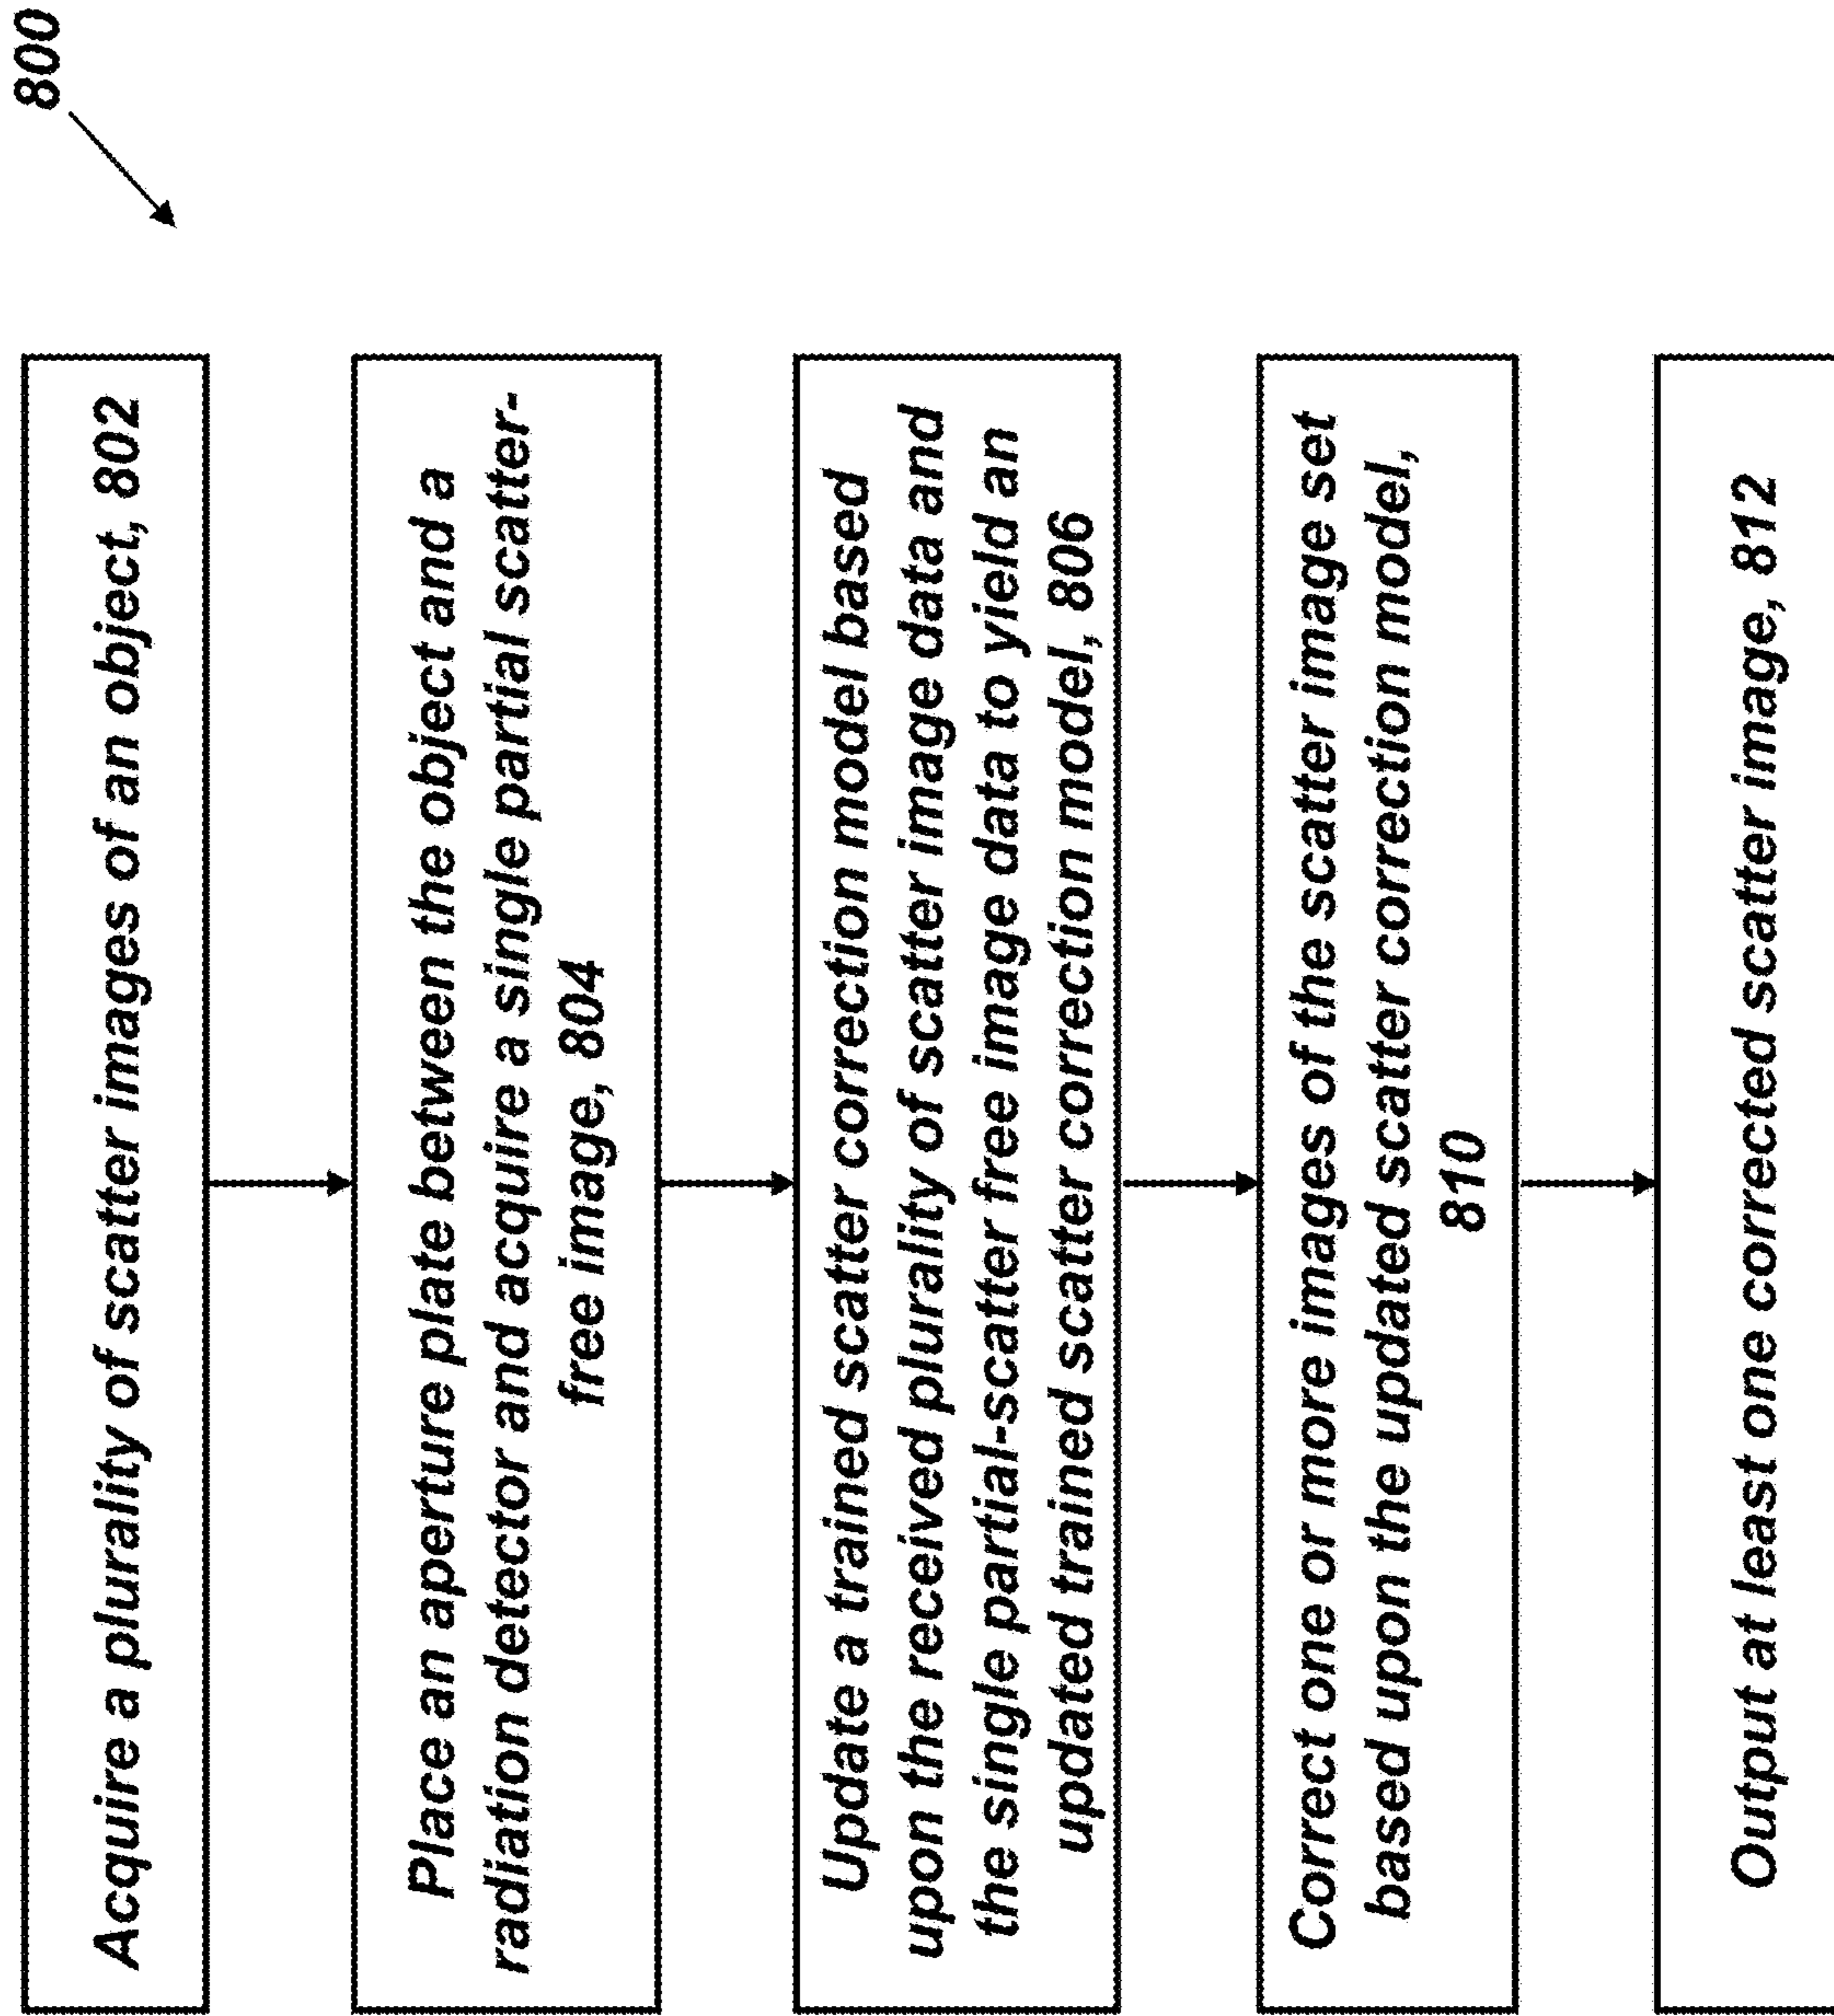 800
Acquire a plurality of scatter images of an object, 802
Place an aperture plate between the object and a
radiation detector and acquire a single partial scatter-
free image, 804
Update a trained scatter correction model based
upon the received plurality of scatter image data and
the single partial-scatter free image data to yield an
updated trained scatter correction model, 806
Correct one or more images of the scatter image set
based upon the updated scatter correction model,
810
Output at least one corrected scatter image, 812